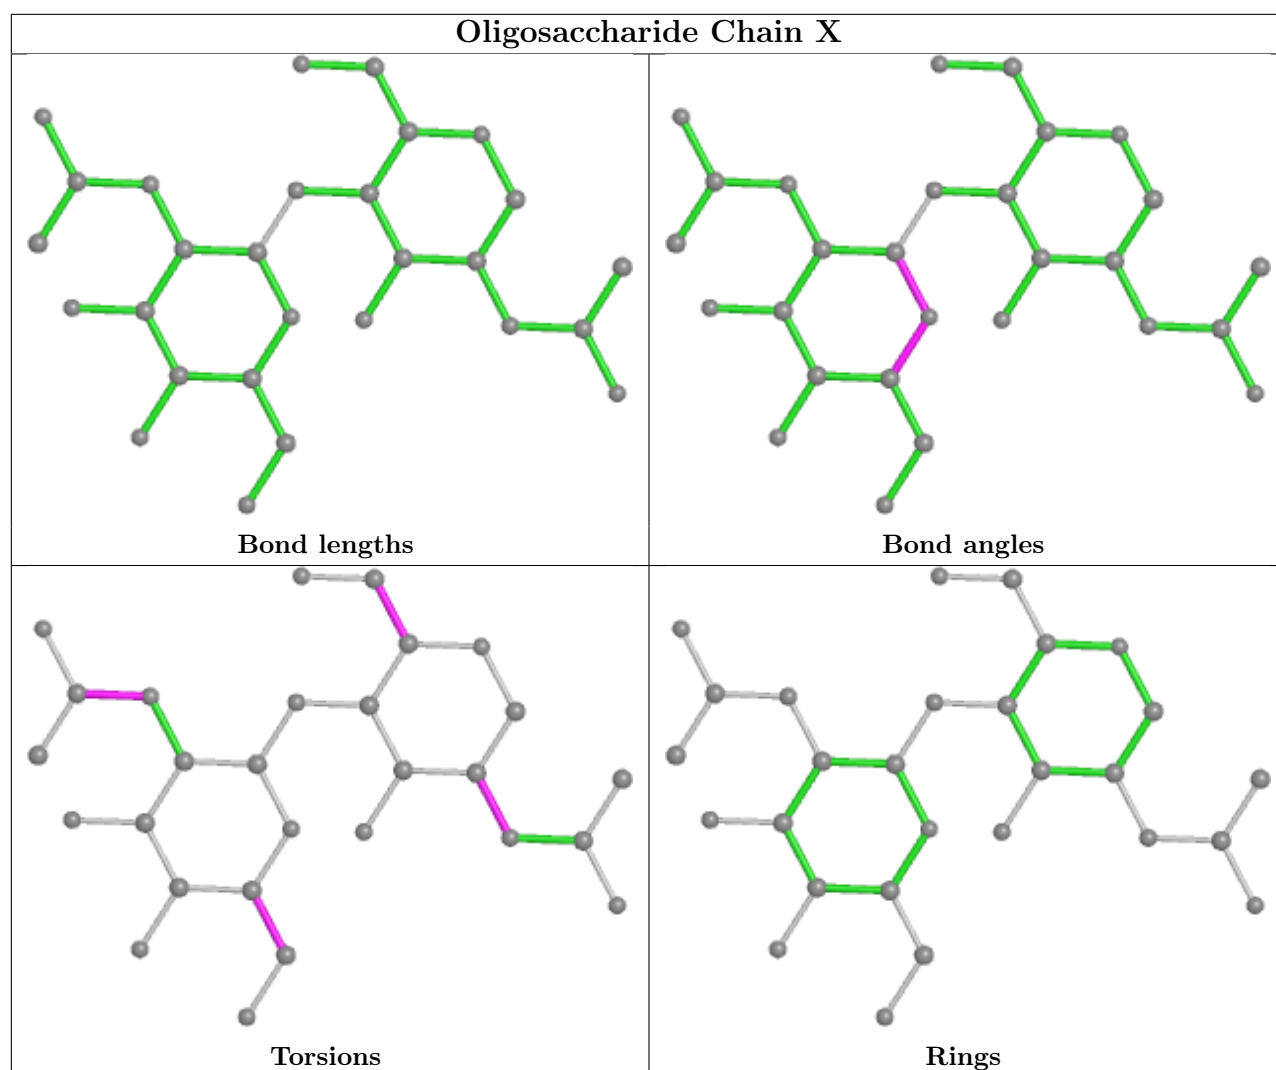 Oligosaccharide Chain X
Bond lengths
Bond angles
Torsions
Rings